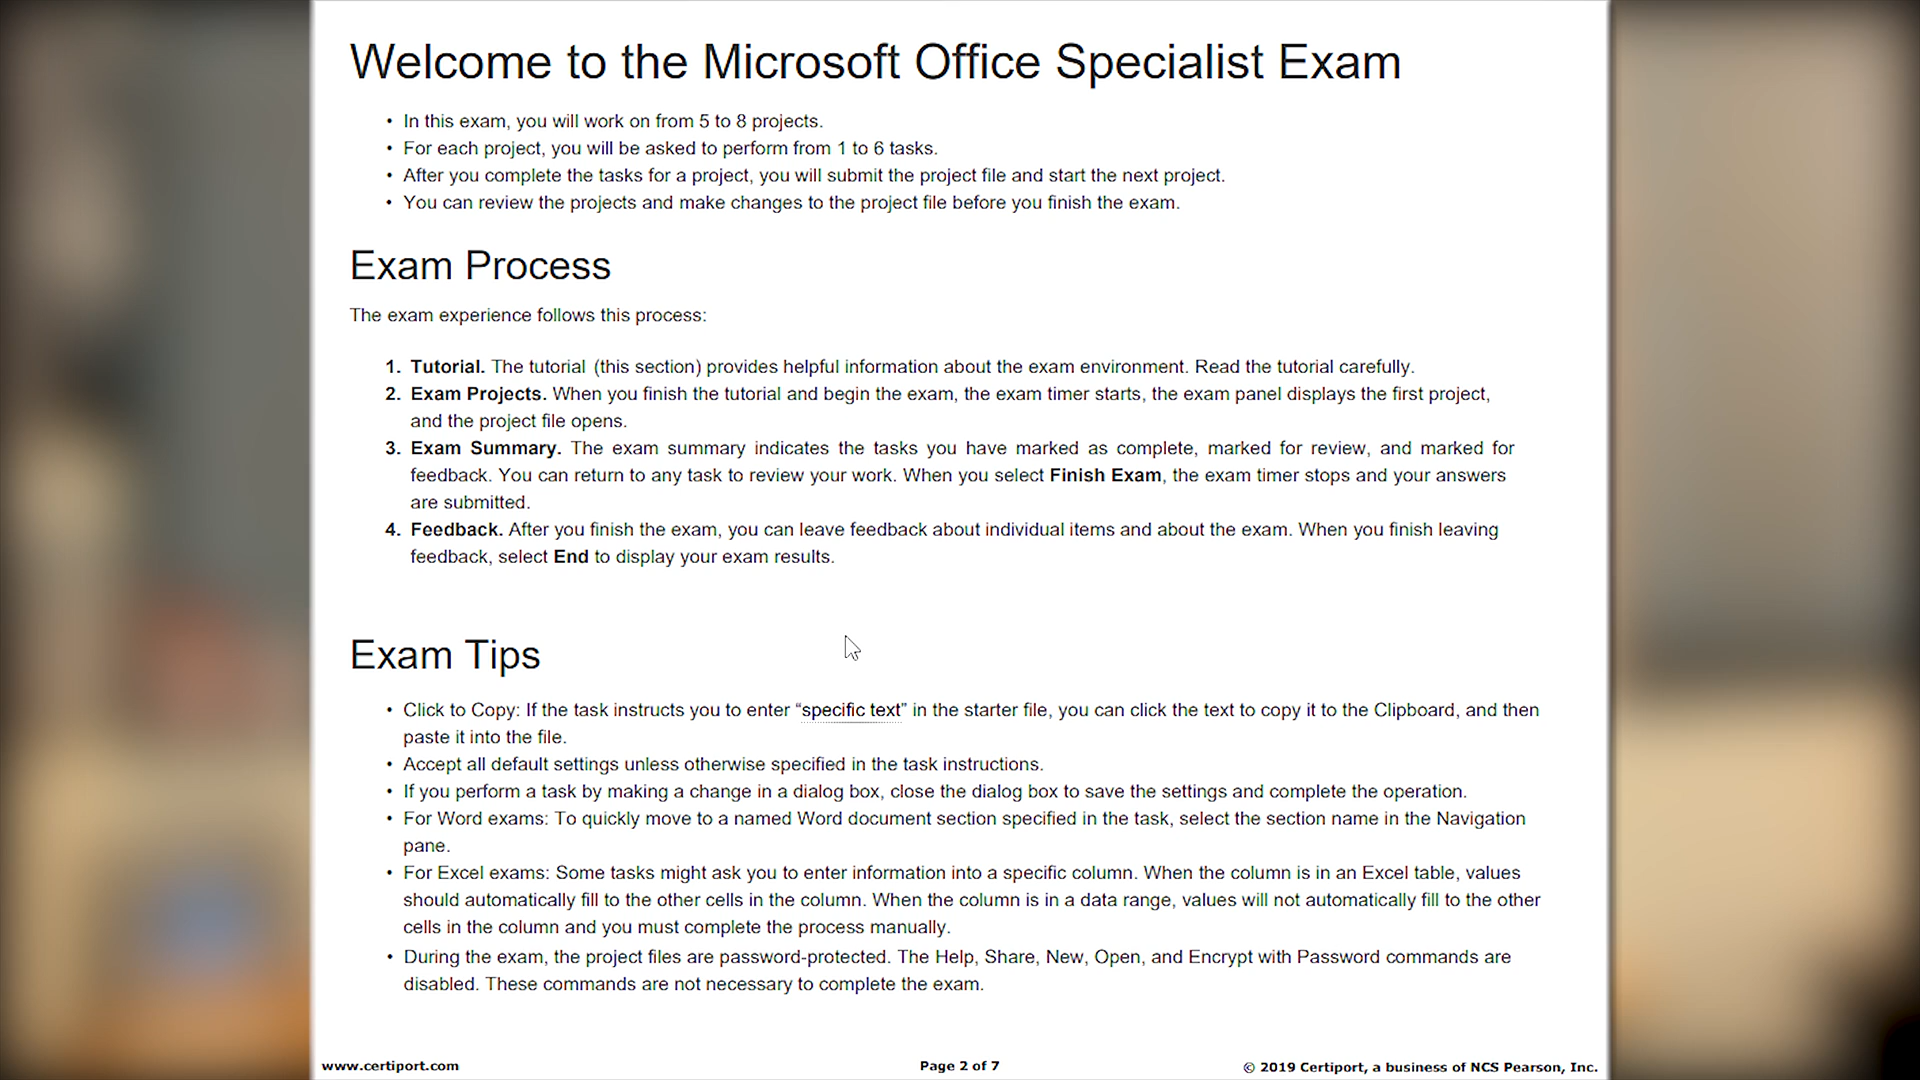 Welcome to the Microsoft Office Specialist Exam
• In this exam, you will work on from 5 to 8 projects.
• For each project, you will be asked to perform from 1 to 6 tasks.
• After you complete the tasks for a project, you will submit the project file and start the next project.
• You can review the projects and make changes to the project file before you finish the exam.
Exam Process
The exam experience follows this process:
1. Tutorial. The tutorial (this section) provides helpful information about the exam environment. Read the tutorial carefully.
2. Exam Projects. When you finish the tutorial and begin the exam, the exam timer starts, the exam panel displays the first project,
and the project file opens.
3. Exam Summary. The exam summary indicates the tasks you have marked as complete, marked for review, and marked for
feedback. You can return to any task to review your work. When you select Finish Exam, the exam timer stops and your answers
are submitted.
4. Feedback. After you finish the exam, you can leave feedback about individual items and about the exam. When you finish leaving
feedback, select End to display your exam results.
Exam Tips
• Click to Copy: If the task instructs you to enter “specific text” in the starter file, you can click the text to copy it to the Clipboard, and then
paste it into the file.
• Accept all default settings unless otherwise specified in the task instructions.
• If you perform a task by making a change in a dialog box, close the dialog box to save the settings and complete the operation.
• For Word exams: To quickly move to a named Word document section specified in the task, select the section name in the Navigation
pane.
• For Excel exams: Some tasks might ask you to enter information into a specific column. When the column is in an Excel table, values
should automatically fill to the other cells in the column. When the column is in a data range, values will not automatically fill to the other
cells in the column and you must complete the process manually.
• During the exam, the project files are password-protected. The Help, Share, New, Open, and Encrypt with Password commands are
disabled. These commands are not necessary to complete the exam.
www.certiport.com
Page 2 of 7
© 2019 Certiport, a business of NCS Pearson, Inc.